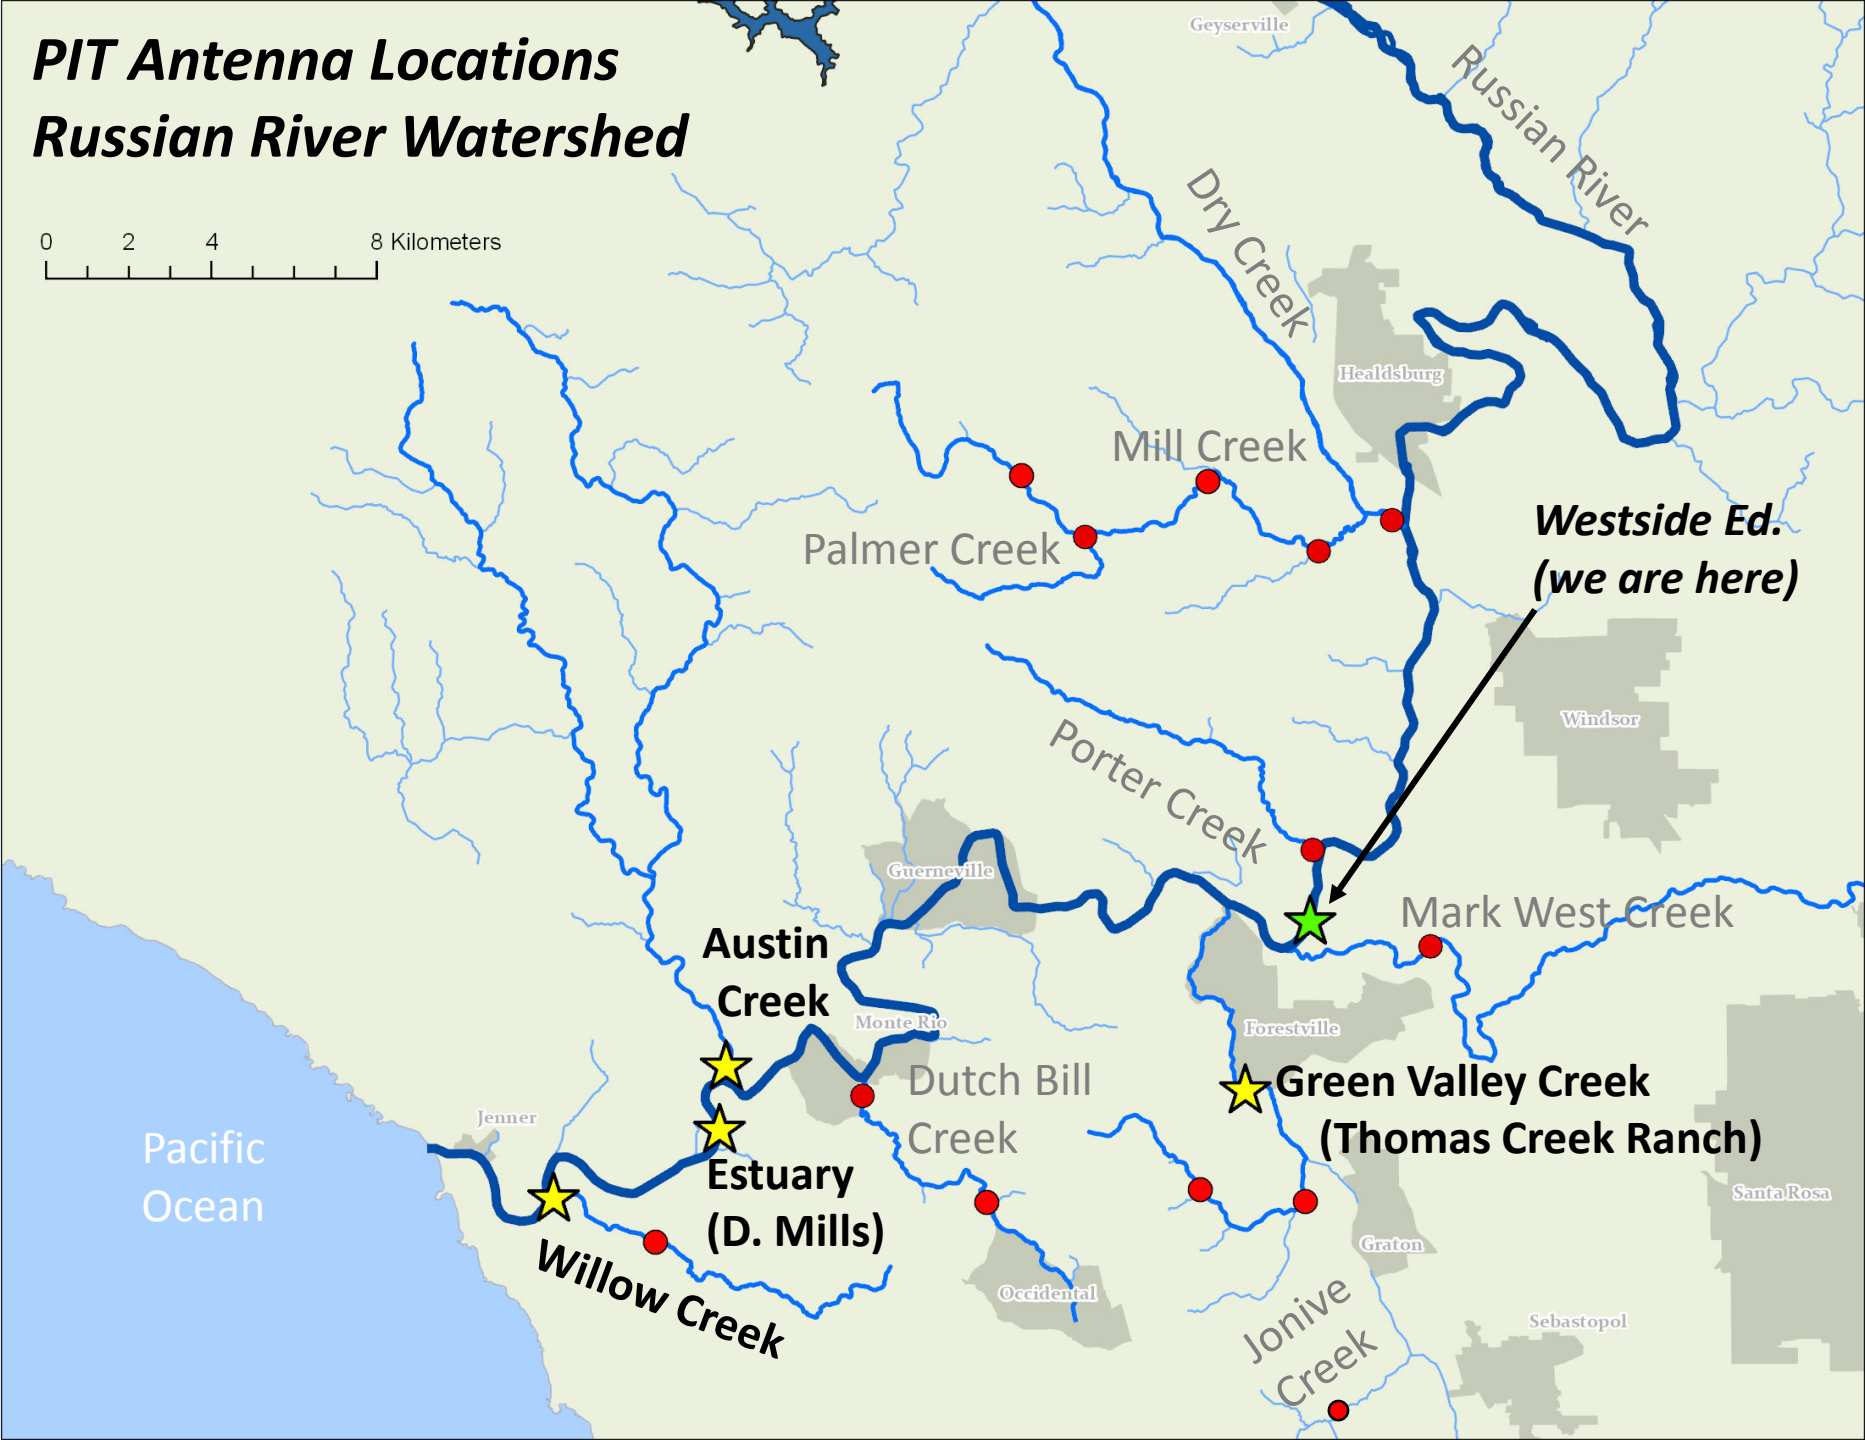 PIT Antenna Locations
Russian River Watershed
0 2 4 8 Kilometers
Geyserville
Russian River
Dry Creek
Healdsburg
Mill Creek
Palmer Creek
Westside Ed.
(we are here)
Windsor
Porter Creek
Guerneville
Mark West Creek
Austin
Creek
Monte Rio
Forestville
Dutch Bill
Creek
Green Valley Creek
(Thomas Creek Ranch)
Jenner
Pacific
Ocean
Estuary
(D. Mills)
Willow Creek
Santa Rosa
Graton
Occidental
Jonive
Creek
Sebastopol